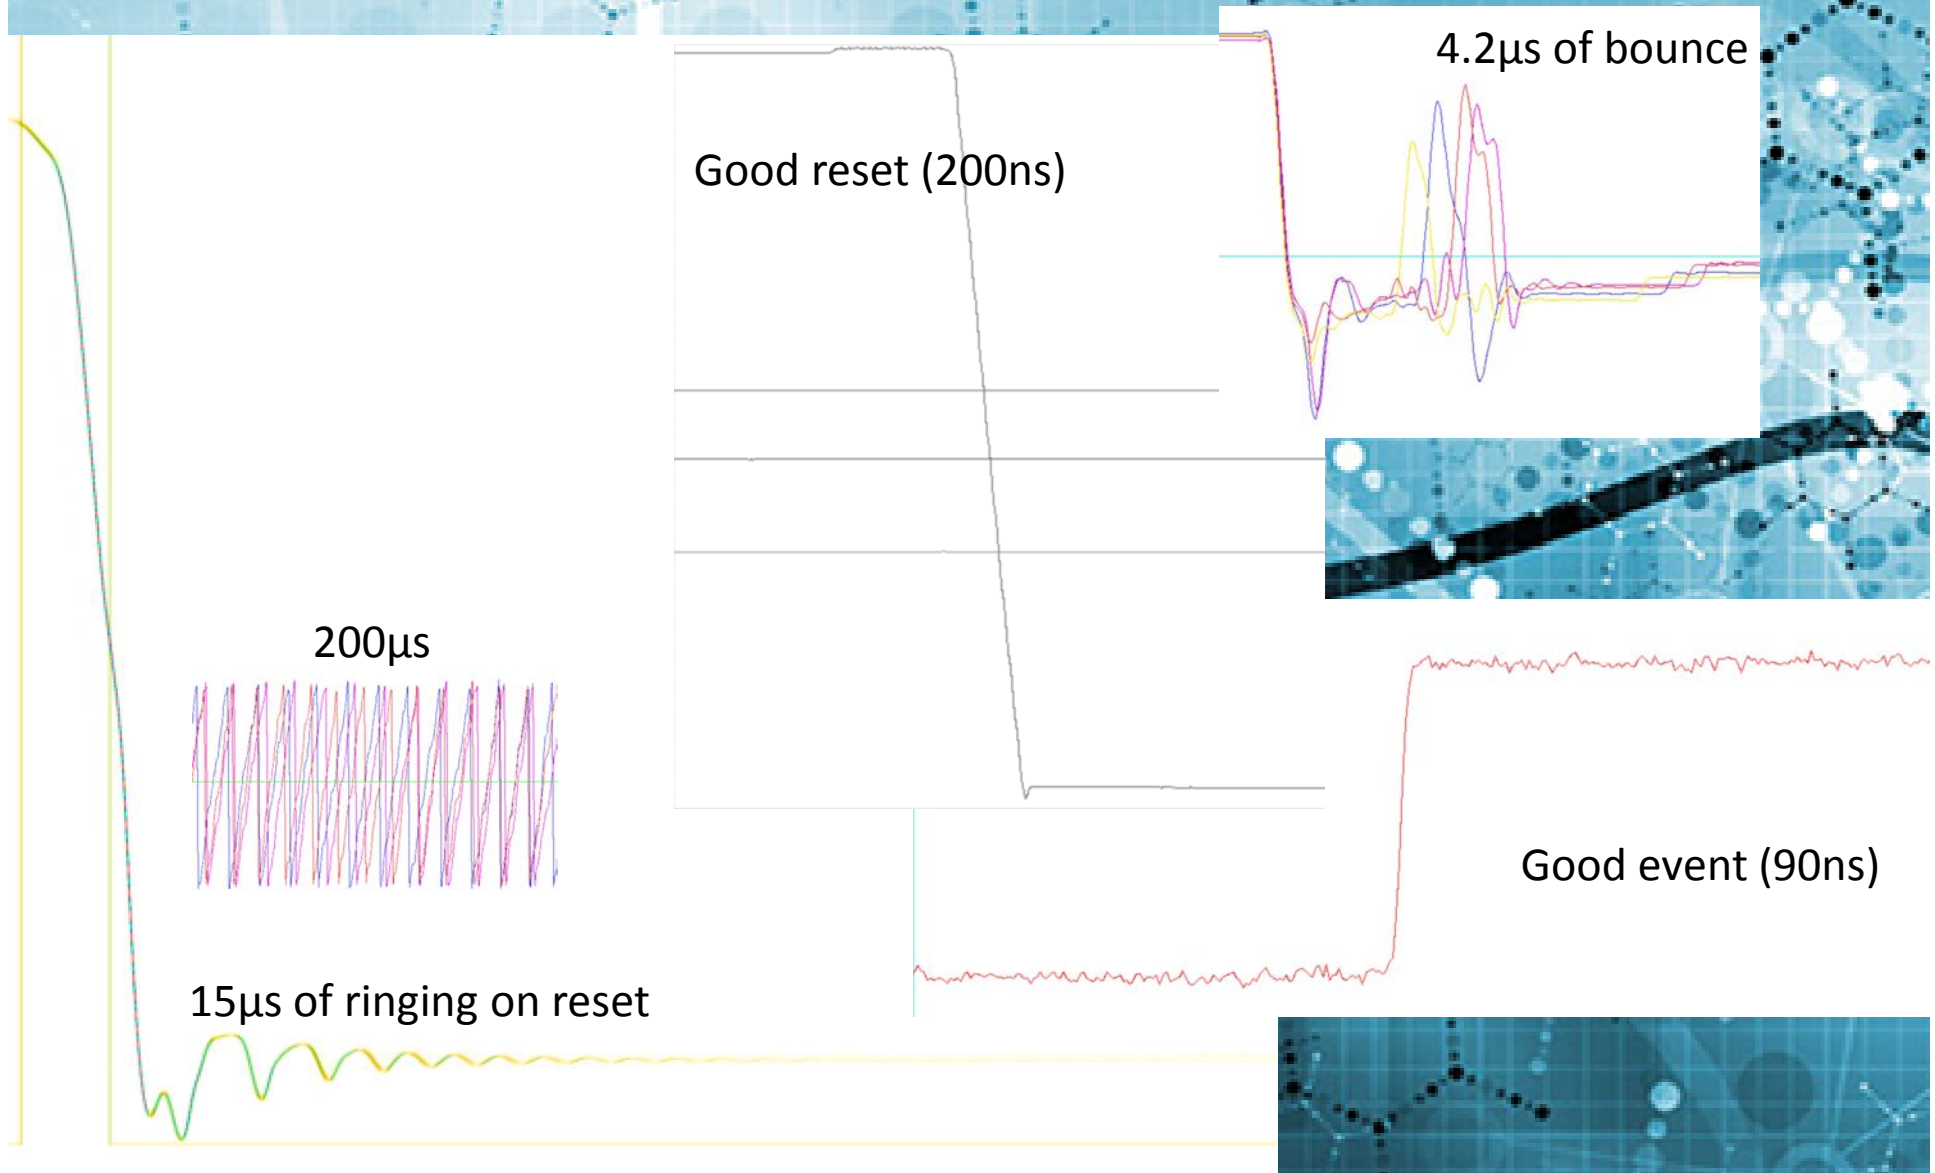 4.2µs of bounce
Good reset (200ns)
200µs
Good event (90ns)
15µs of ringing on reset